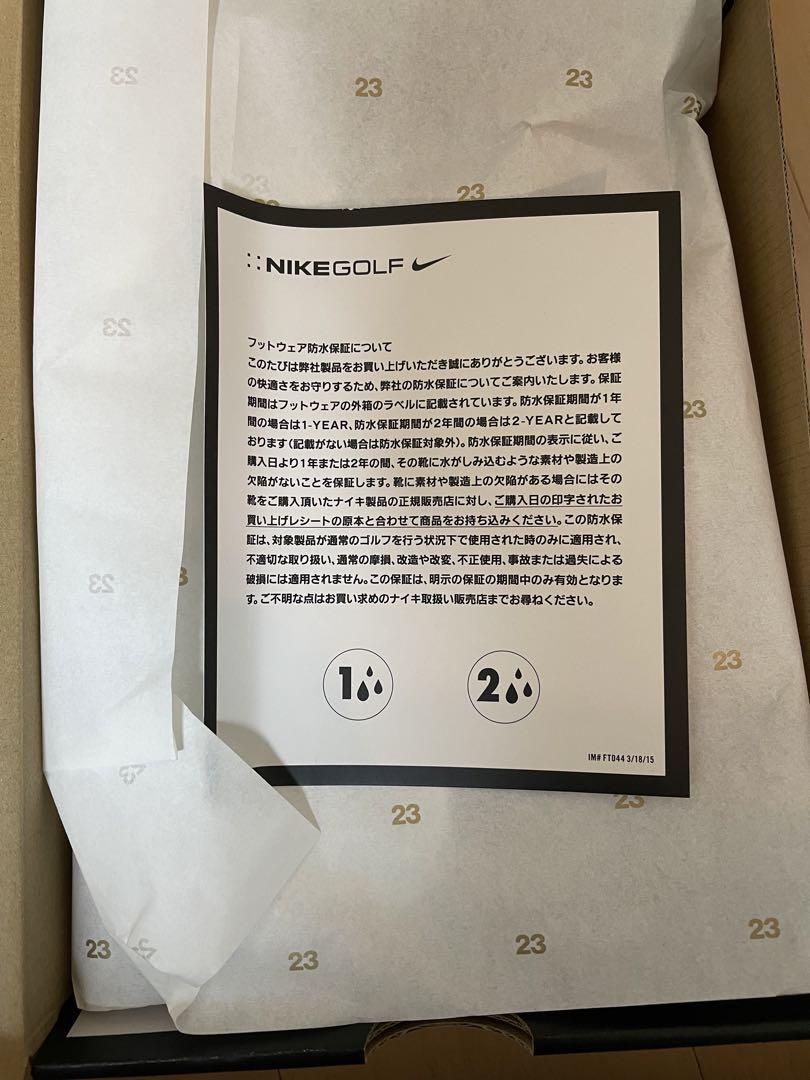 23
23
23
23
23
23
NIKEGOLF
23
フットウェア防水保証について
このたびは弊社製品をお買い上げいただき誠にありがとうございます。お客様
の快適さをお守りするため、弊社の防水保証についてご案内いたします。保証
期間はフットウェアの外箱のラベルに記載されています。防水保証期間が1年
間の場合は1-YEAR、防水保証期間が2年間の場合は2-YEARと記載して
おります(記載がない場合は防水保証対象外)。防水保証期間の表示に従い、ご
購入日より1年または2年の間、その靴に水がしみ込むような素材や製造上の
欠陥がないことを保証します。靴に素材や製造上の欠陥がある場合にはその
靴をご購入頂いたナイキ製品の正規販売店に対し、ご購入日の印字されたお
買い上げレシートの原本と合わせて商品をお持ち込みください。この防水保
証は、対象製品が通常のゴルフを行う状況下で使用された時のみに適用され、
不適切な取り扱い、通常の摩損、改造や改変、不正使用、事故または過失による
破損には適用されません。この保証は、明示の保証の期間中のみ有効となりま
す。ご不明な点はお買い求めのナイキ取扱い販売店までお尋ねください。
23
23
23
1
2
IM# FT044 3/18/15
23
23
23
23
23
23
23